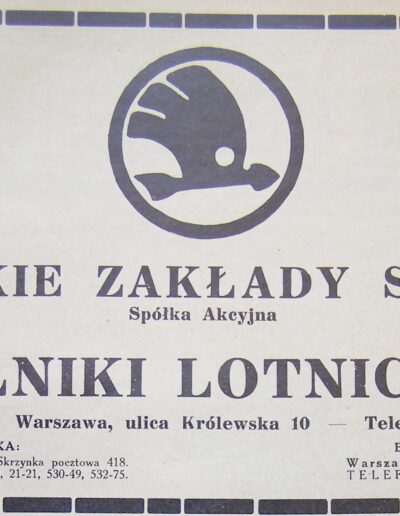 KIE ZAKŁADY S
Spółka Akcyjna
LNIKI LOTNIC
Warszawa, ulica Królewska 10 — Tele
KA:
Skrzynka pocztowa 418.
, 21-21, 530-49, 532-75.
B
Warsza
TELEF